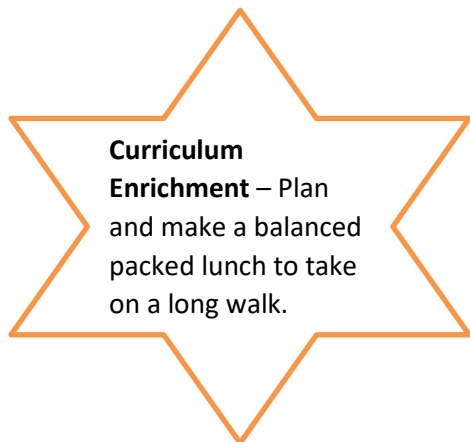 Curriculum
Enrichment – Plan
and make a balanced
packed lunch to take
on a long walk.